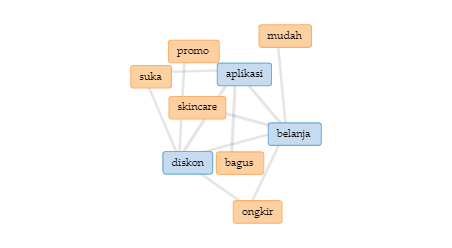 mudah
promo
suka
aplikasi
skincare
belanja
diskon
bagus
ongkir